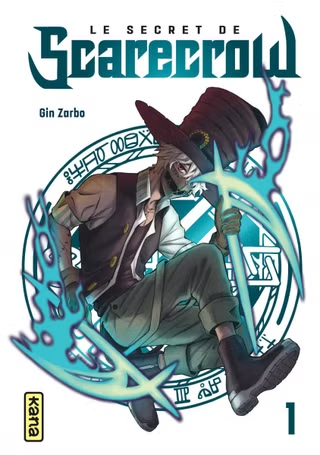 LE SECRET DE
Scarecrow
Gin Zarbo
kana
1